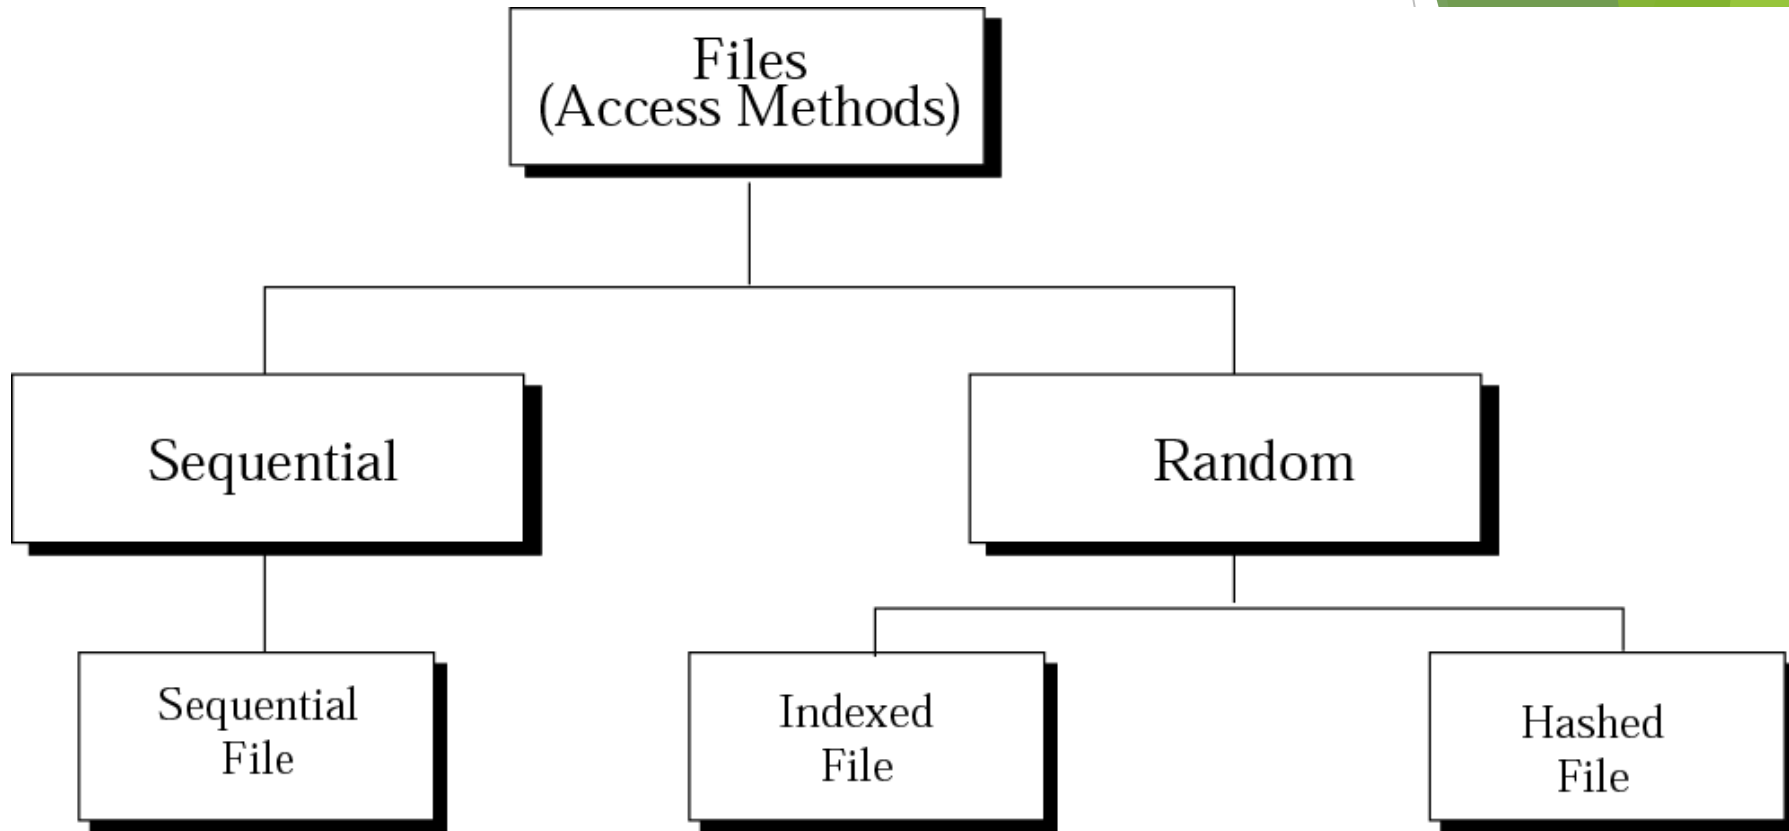 Files
(Access Methods)
Sequential
Random
Sequential
File
Indexed
File
Hashed
File